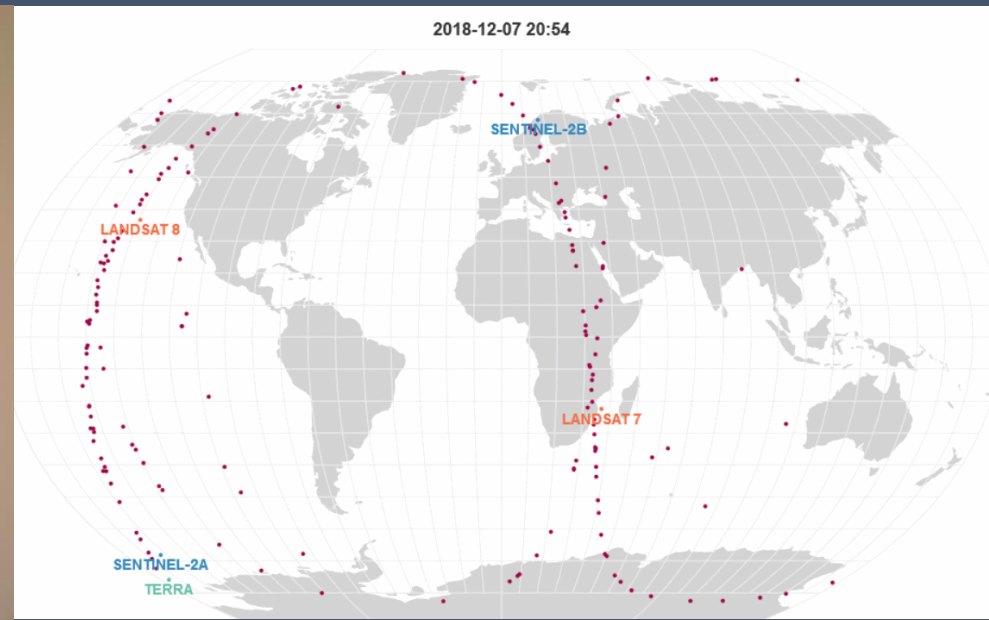 2018-12-07 20:54
SENTINEL-2B
LANDSAT 8
LANDSAT 7
SENTINEL-2A
TERRA